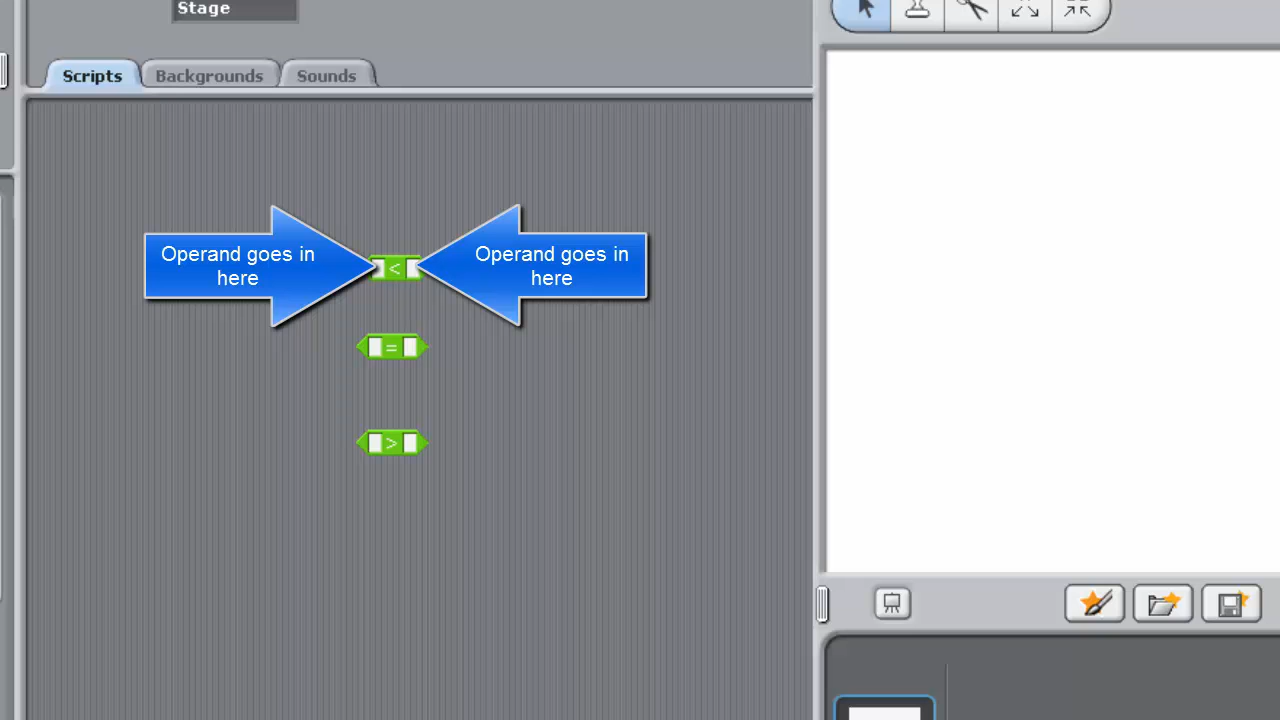 Stage
Scripts
Backgrounds
Sounds
Operand goes in
here
Operand goes in
here
<
=
>